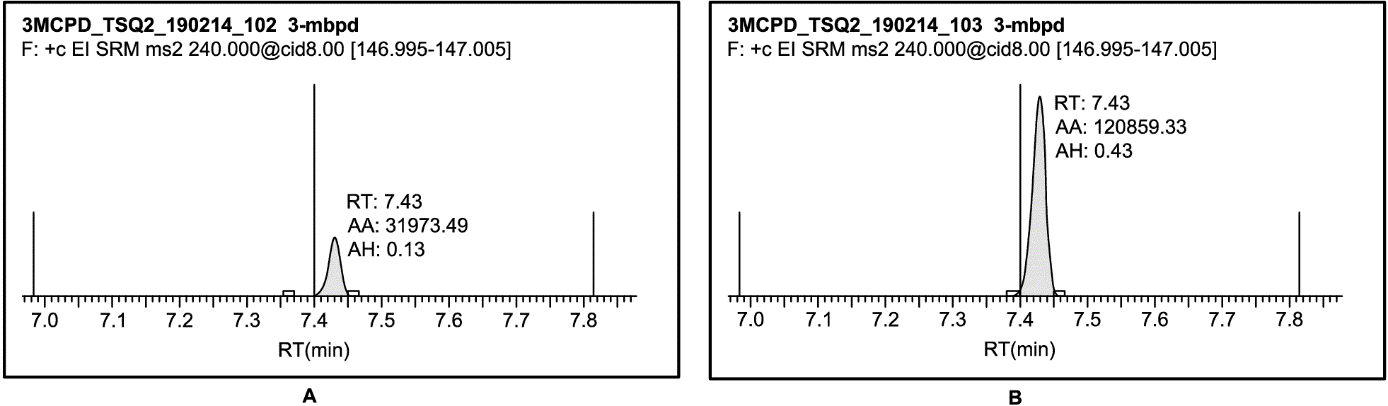 3MCPD_TSQ2_190214_102 3-mbpd
F: +c EI SRM ms2 240.000@cid8.00 [146.995-147.005]
RT: 7.43
AA: 31973.49
AH: 0.13
7.0 7.1 7.2 7.3 7.4 7.5 7.6 7.7 7.8
RT(min)
A
3MCPD_TSQ2_190214_103 3-mbpd
F: +c EI SRM ms2 240.000@cid8.00 [146.995-147.005]
RT: 7.43
AA: 120859.33
AH: 0.43
7.0 7.1 7.2 7.3 7.4 7.5 7.6 7.7 7.8
RT(min)
B